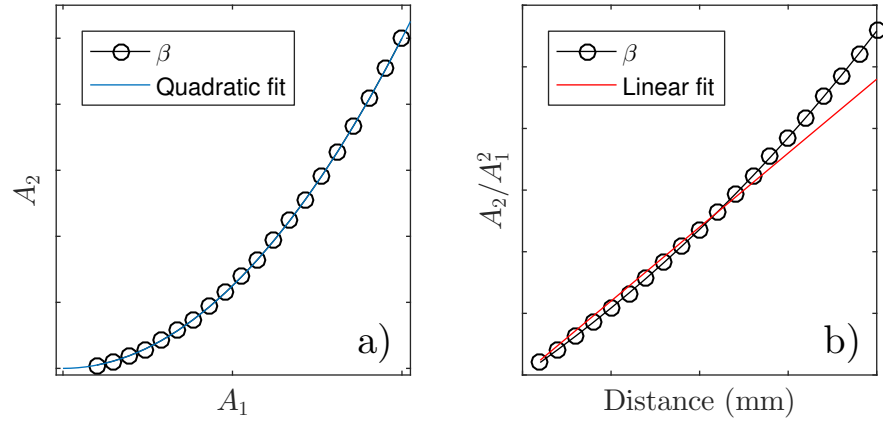 β
Quadratic fit
A₂
a)
A₁
β
Linear fit
A₂/A₁²
b)
Distance (mm)